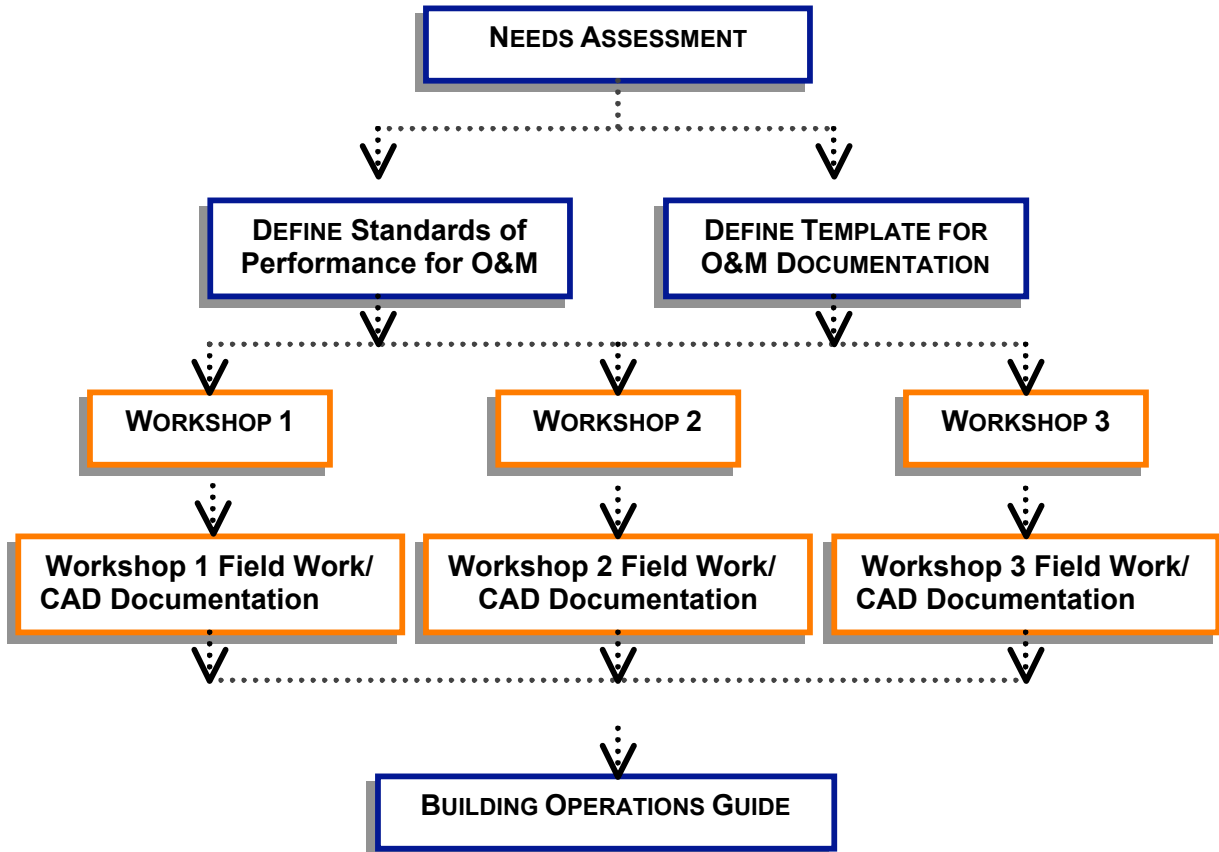 NEEDS ASSESSMENT
DEFINE Standards of
Performance for O&M
DEFINE TEMPLATE FOR
O&M DOCUMENTATION
WORKSHOP 1
WORKSHOP 2
WORKSHOP 3
Workshop 1 Field Work/
CAD Documentation
Workshop 2 Field Work/
CAD Documentation
Workshop 3 Field Work/
CAD Documentation
BUILDING OPERATIONS GUIDE